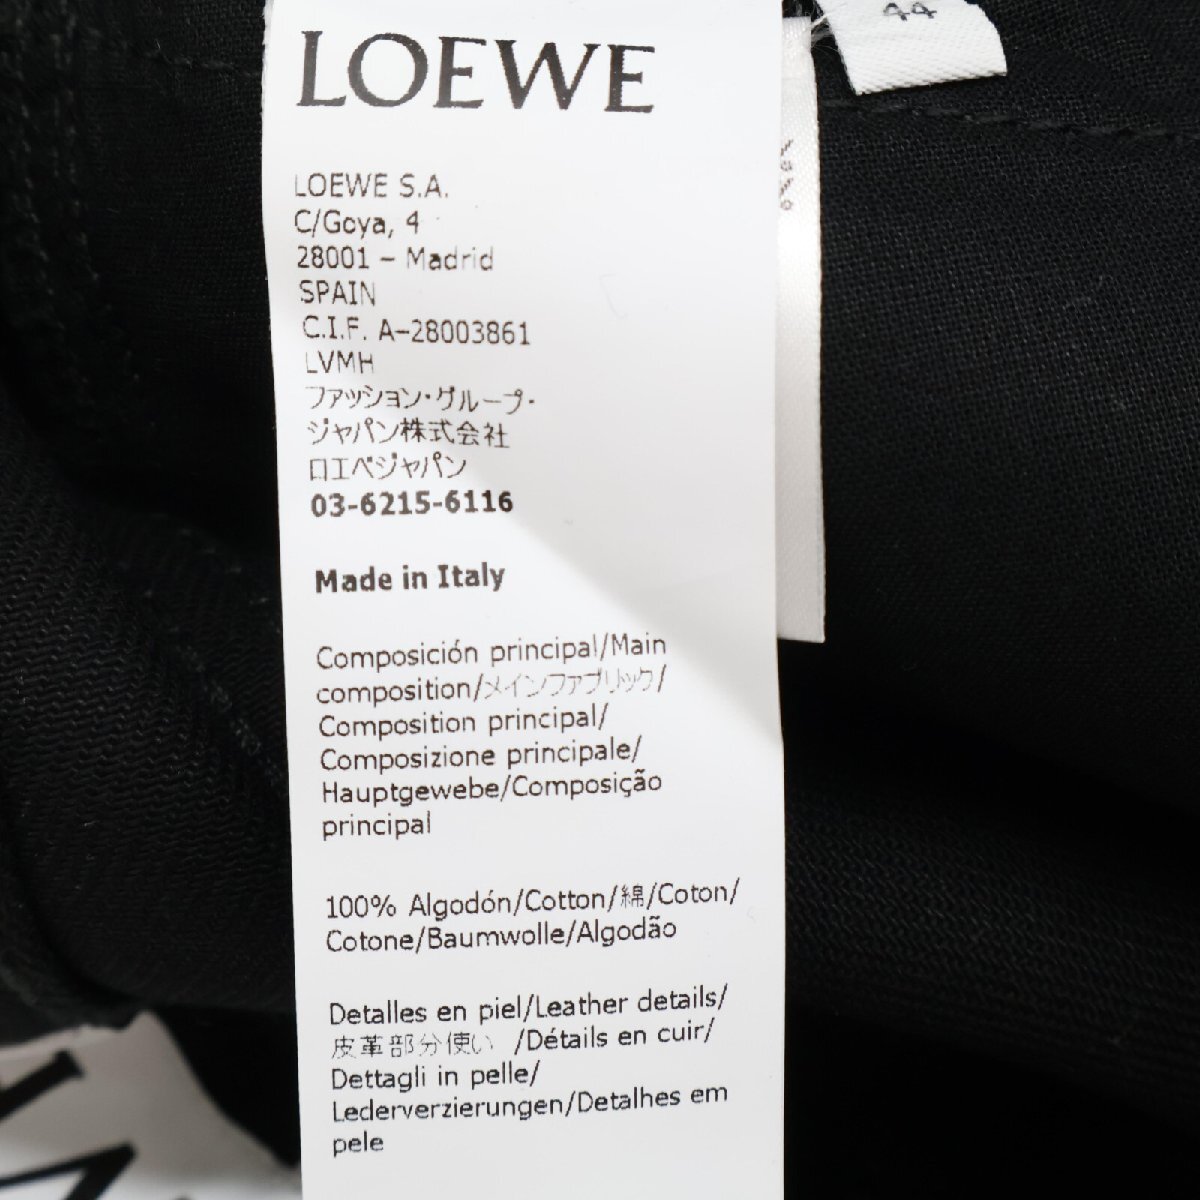 44
LOEWE
LOEWE S.A.
C/Goya, 4
28001 – Madrid
SPAIN
C.I.F. A-28003861
LVMH
ファッション・グループ・
ジャパン株式会社
ロエベジャパン
03-6215-6116
Made in Italy
Composición principal/Main
composition/メインファブリック/
Composition principal/
Composizione principale/
Hauptgewebe/Composição
principal
100% Algodón/Cotton/綿/Coton/
Cotone/Baumwolle/Algodão
Detalles en piel/Leather details/
皮革部分使い /Détails en cuir/
Dettagli in pelle/
Lederverzierungen/Detalhes em
pele